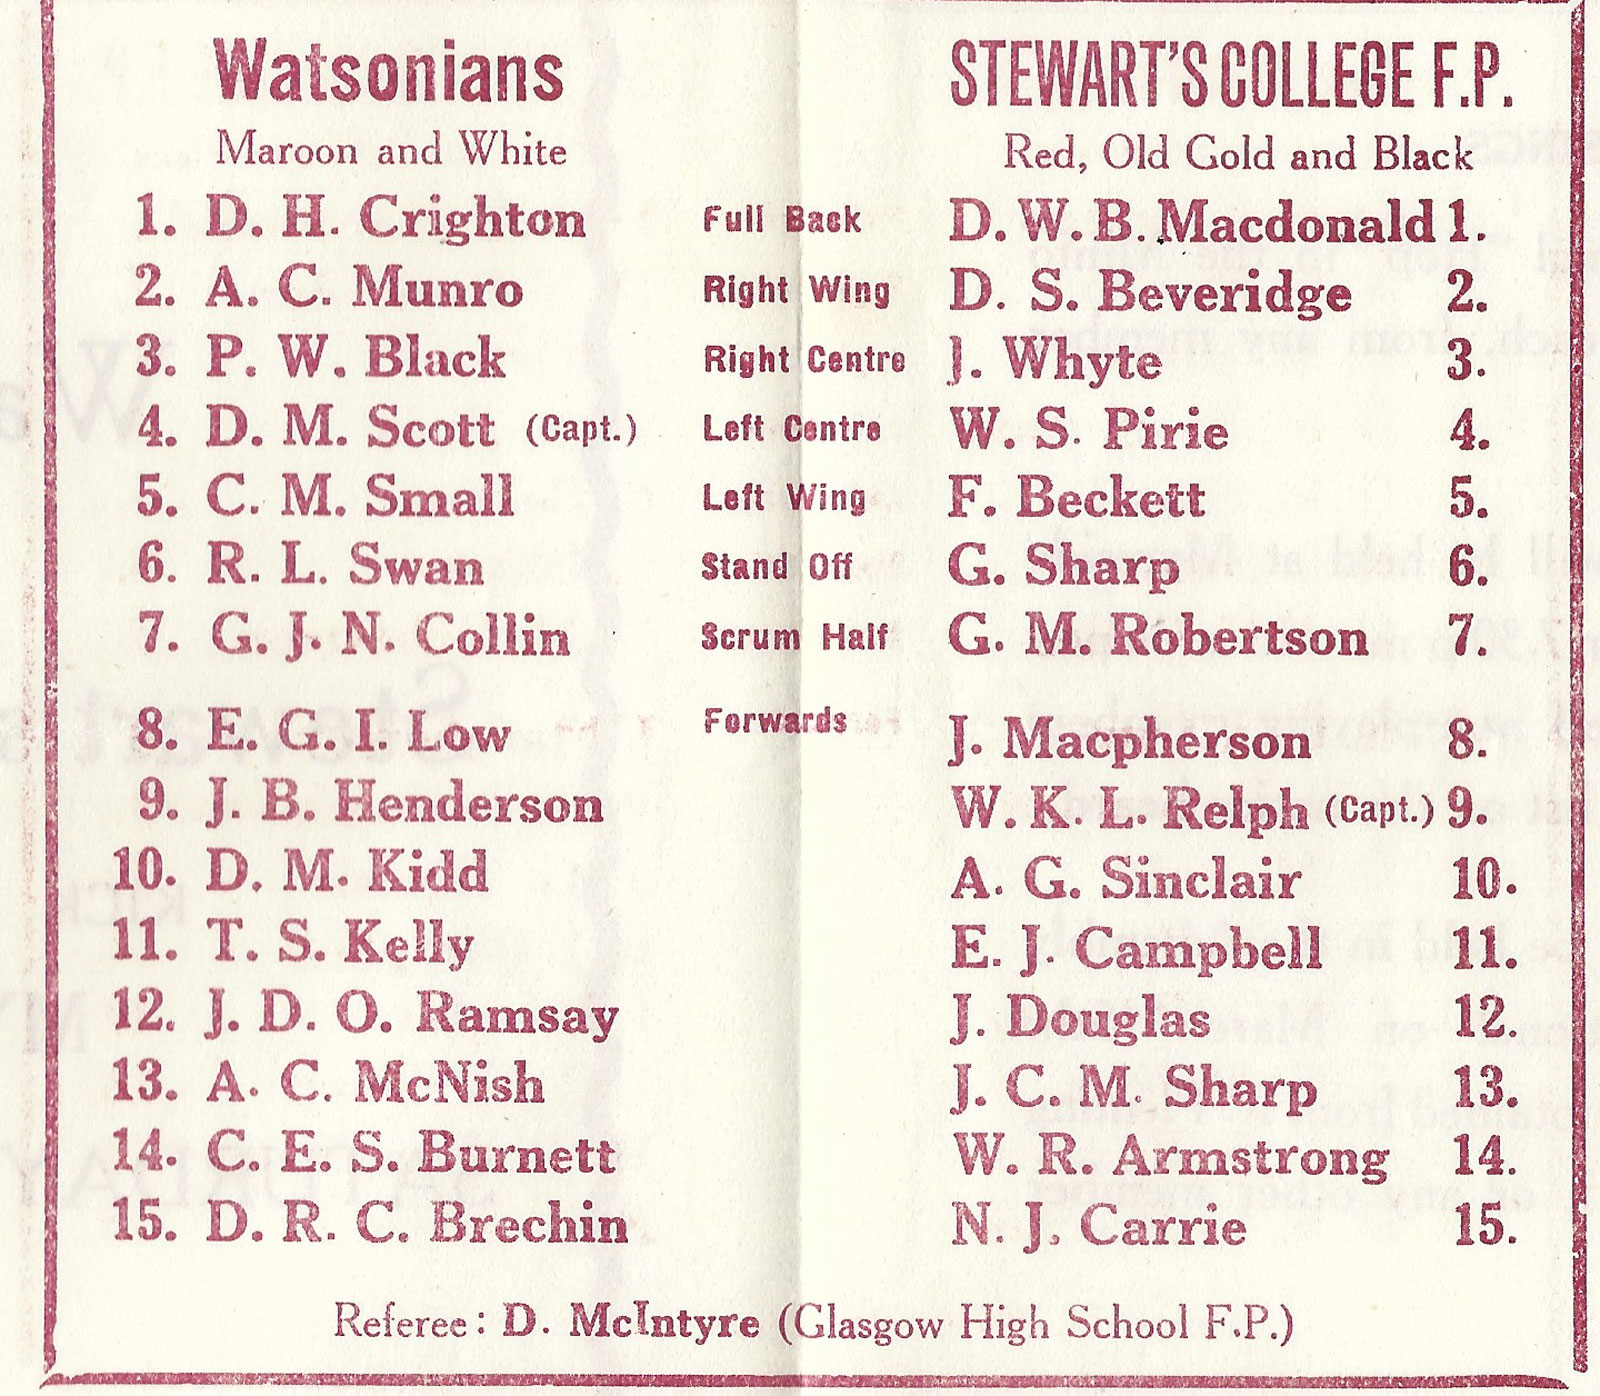 Watsonians STEWART'S COLLEGE F.P.
Maroon and White Red, Old Gold and Black
1. D. H. Crighton Full Back D. W. B. Macdonald 1.
2. A. C. Munro Right Wing D. S. Beveridge 2.
3. P. W. Black Right Centre J. Whyte 3.
4. D. M. Scott (Capt.) Left Centre W. S. Pirie 4.
5. C. M. Small Left Wing F. Beckett 5.
6. R. L. Swan Stand Off G. Sharp 6.
7. G. J. N. Collin Scrum Half G. M. Robertson 7.
8. E. G. I. Low Forwards J. Macpherson 8.
9. J. B. Henderson W. K. L. Relph (Capt.) 9.
10. D. M. Kidd A. G. Sinclair 10.
11. T. S. Kelly E. J. Campbell 11.
12. J. D. O. Ramsay J. Douglas 12.
13. A. C. McNish J. C. M. Sharp 13.
14. C. E. S. Burnett W. R. Armstrong 14.
15. D. R. C. Brechin N. J. Carrie 15.
Referee: D. McIntyre (Glasgow High School F.P.)